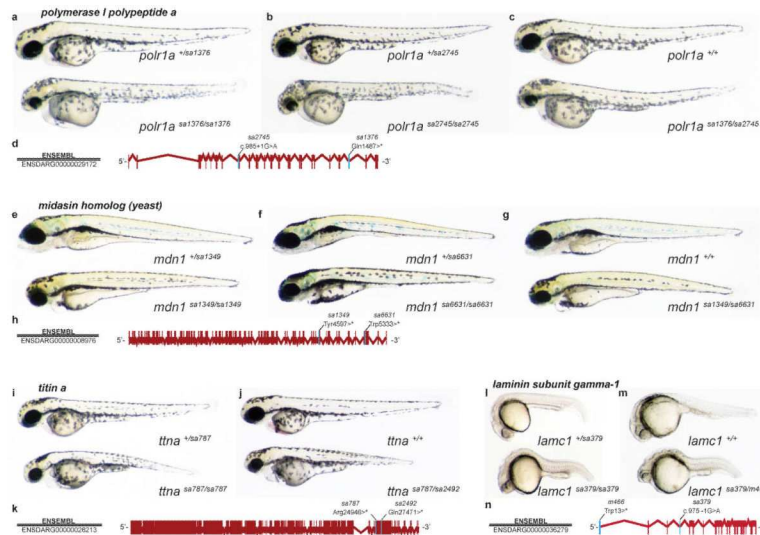 polymerase I polypeptide a
a b c
polr1a +/sa1376 polr1a +/sa2745 polr1a +/+
polr1a sa1376/sa1376 polr1a sa2745/sa2745 polr1a sa1376/sa2745
d
sa2745 sa1376
c.985+1G>A Gln1487>*
ENSEMBL
ENSDARG00000029172
5'- -3'
midasin homolog (yeast)
e f g
mdn1 +/sa1349 mdn1 +/sa6631 mdn1 +/+
mdn1 sa1349/sa1349 mdn1 sa6631/sa6631 mdn1 sa1349/sa6631
h
sa1349 sa6631
Tyr4597>* Trp5333>*
ENSEMBL
ENSDARG00000008976
5'- -3'
titin a laminin subunit gamma-1
i j l m
ttna +/sa787 ttna +/+ lamc1 +/sa379 lamc1 +/+
ttna sa787/sa787 ttna sa787/sa2492 lamc1 sa379/sa379 lamc1 sa379/m4
k n
sa787 sa2492 m466 sa379
Arg24946>* Gln21471>* Trp13>* c.975 -1G>A
ENSEMBL ENSEMBL
ENSDARG00000028213 ENSDARG00000036279
5'- -3' 5'-